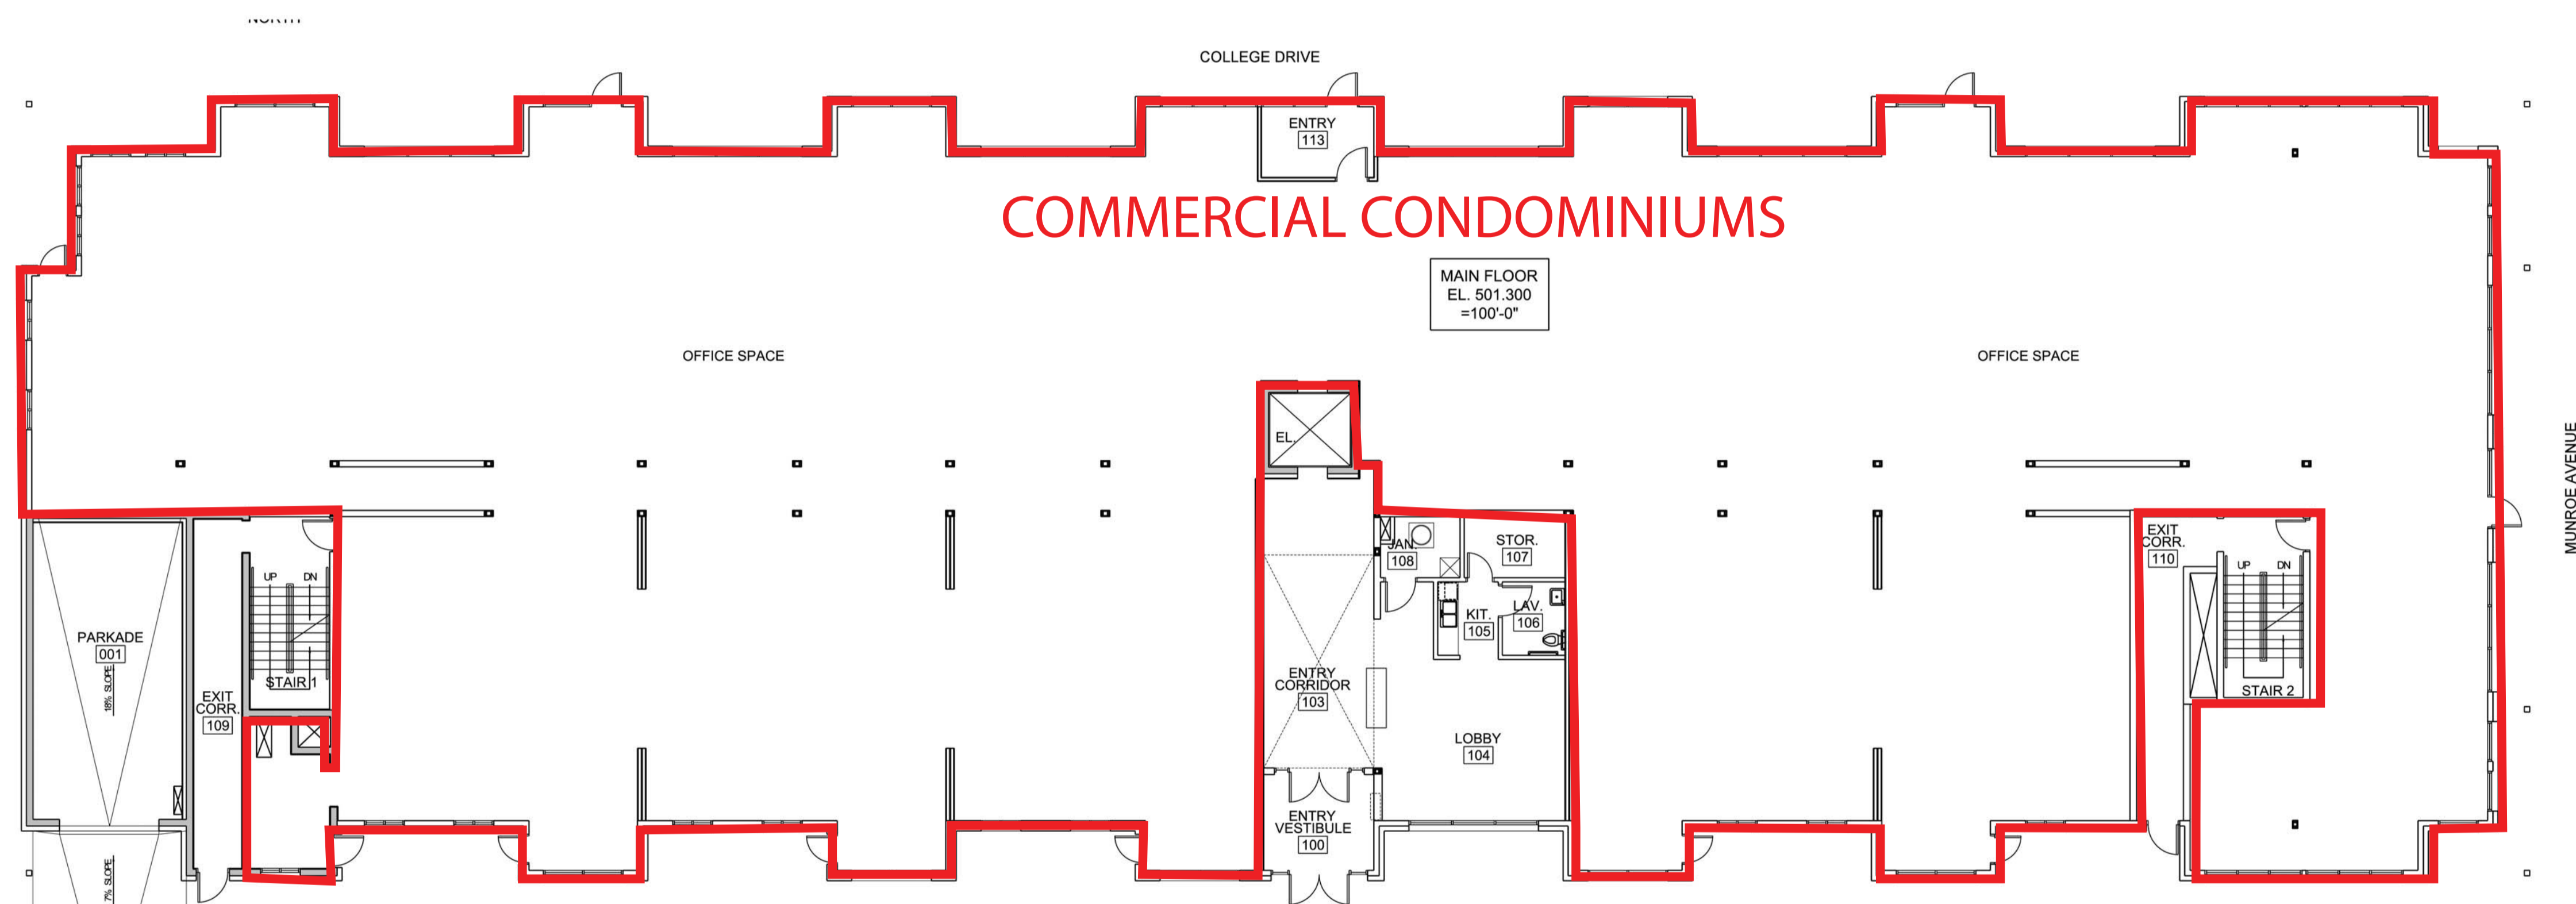 NORTH
COLLEGE DRIVE
ENTRY
113
COMMERCIAL CONDOMINIUMS
MAIN FLOOR
EL. 501.300
=100'-0"
OFFICE SPACE
OFFICE SPACE
MUNROE AVENUE
EL.
EXIT
CORR.
110
JAN.
108
STOR.
107
UP
DN
UP
DN
KIT.
105
LAV.
106
PARKADE
001
18% SLOPE
STAIR 1
EXIT
CORR.
109
ENTRY
CORRIDOR
103
STAIR 2
LOBBY
104
ENTRY
VESTIBULE
100
7% SLOPE